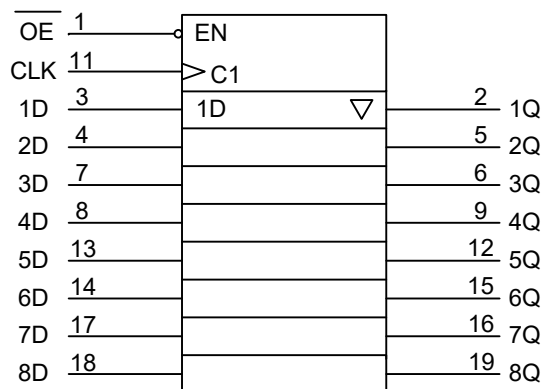 OE 1 EN
CLK 11 C1
1D 3 1D 2 1Q
2D 4 5 2Q
3D 7 6 3Q
4D 8 9 4Q
5D 13 12 5Q
6D 14 15 6Q
7D 17 16 7Q
8D 18 19 8Q